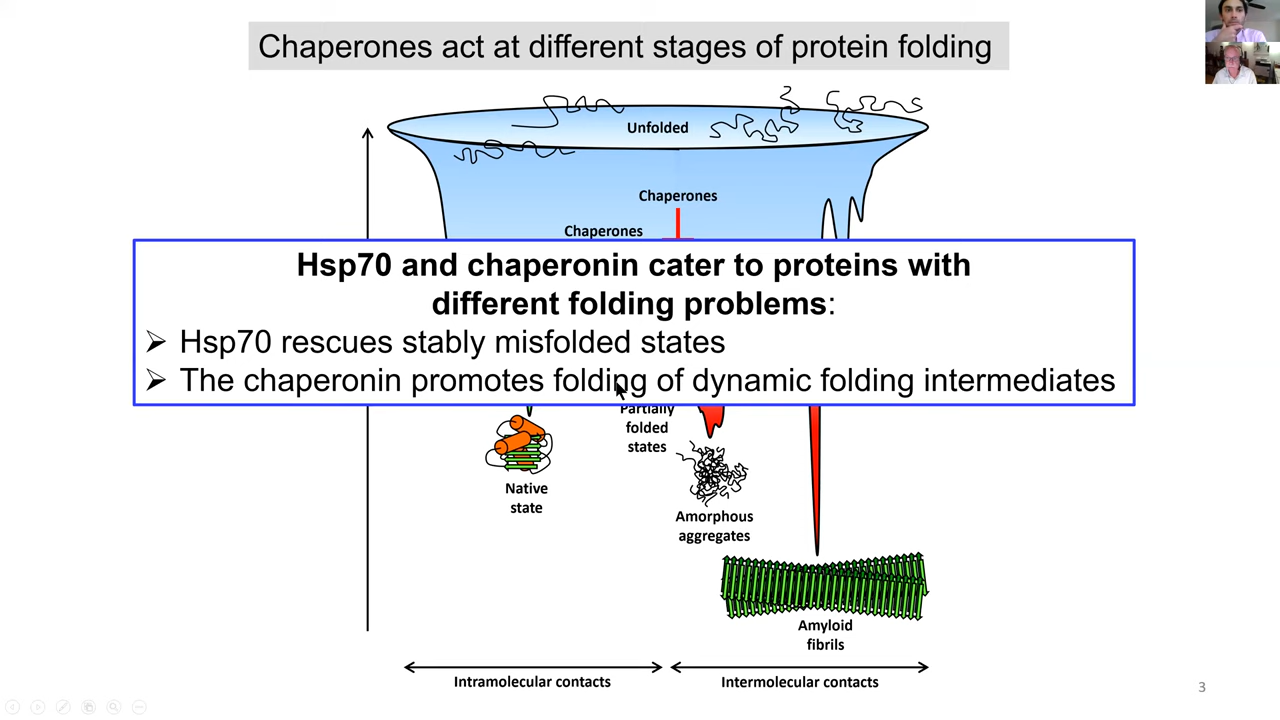 Chaperones act at different stages of protein folding
Unfolded
Chaperones
Chaperones
Hsp70 and chaperonin cater to proteins with
different folding problems:
➢ Hsp70 rescues stably misfolded states
➢ The chaperonin promotes folding of dynamic folding intermediates
Partially
folded
states
Native
state
Amorphous
aggregates
Amyloid
fibrils
Intramolecular contacts
Intermolecular contacts
3